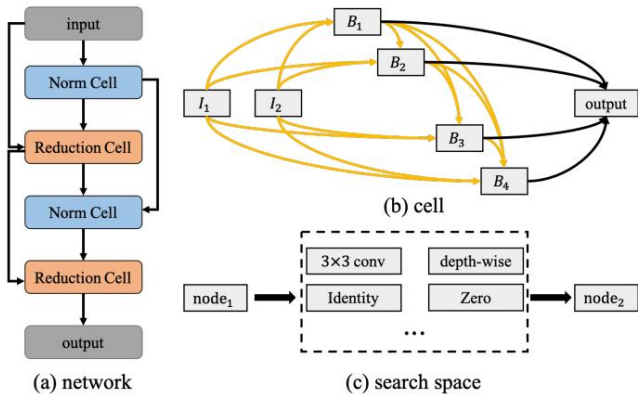 input
Norm Cell
Reduction Cell
Norm Cell
Reduction Cell
output
(a) network
B₁
B₂
I₁ I₂ output
B₃
B₄
(b) cell
3×3 conv depth-wise
node₁ Identity Zero node₂
...
(c) search space